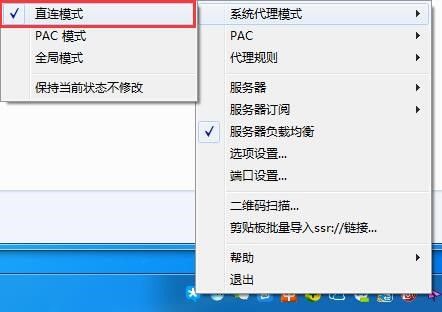 直连模式
PAC 模式
全局模式
保持当前状态不修改
系统代理模式
PAC
代理规则
服务器
服务器订阅
服务器负载均衡
选项设置...
端口设置...
二维码扫描...
剪贴板批量导入ssr://链接...
帮助
退出